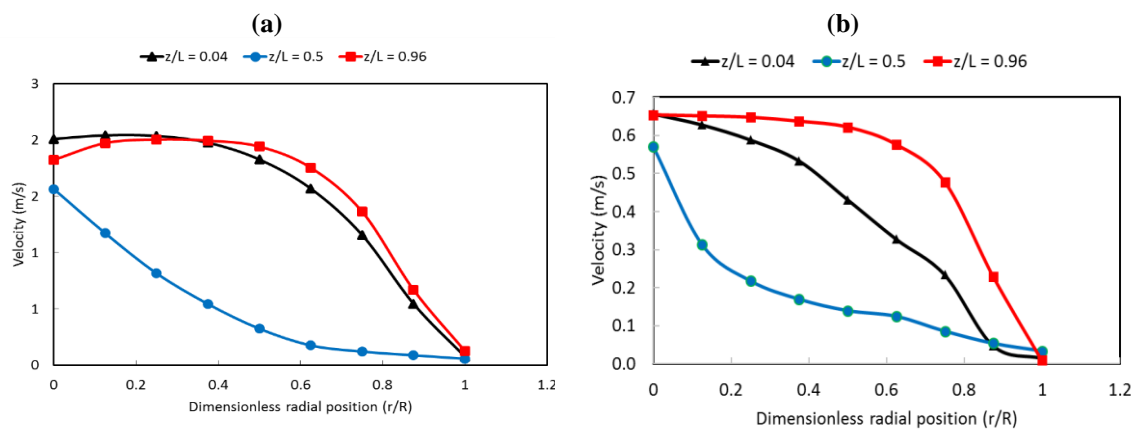 (a)
z/L = 0.04 z/L = 0.5 z/L = 0.96
3
2
2
1
1
0
0 0.2 0.4 0.6 0.8 1 1.2
Velocity (m/s)
Dimensionless radial position (r/R)
(b)
z/L = 0.04 z/L = 0.5 z/L = 0.96
0.7
0.6
0.5
0.4
0.3
0.2
0.1
0.0
0 0.2 0.4 0.6 0.8 1 1.2
Velocity (m/s)
Dimensionless radial position (r/R)